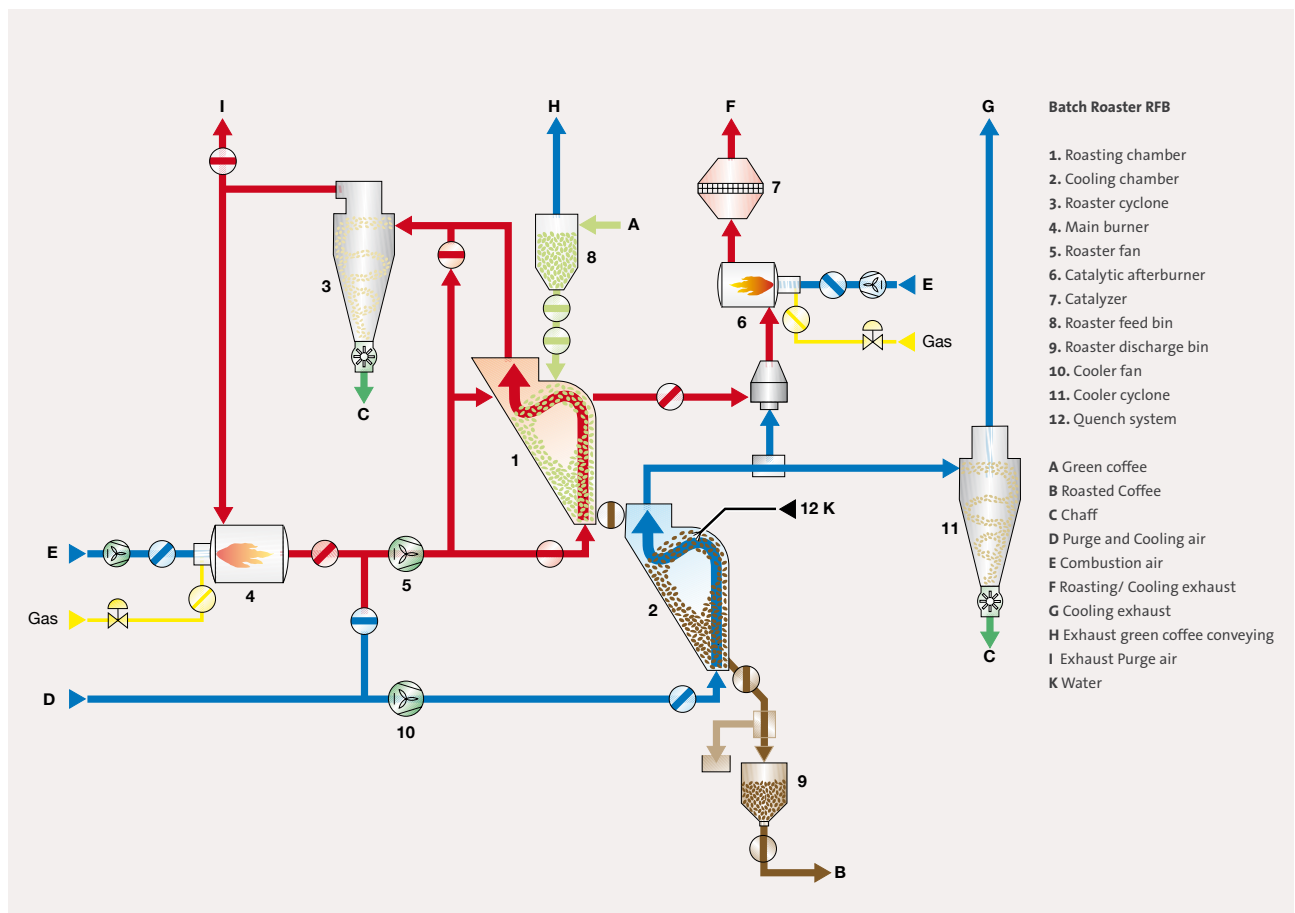 I
H
F
G
Batch Roaster RFB
1. Roasting chamber
2. Cooling chamber
3. Roaster cyclone
4. Main burner
5. Roaster fan
6. Catalytic afterburner
7. Catalyzer
8. Roaster feed bin
9. Roaster discharge bin
10. Cooler fan
11. Cooler cyclone
12. Quench system
A Green coffee
B Roasted Coffee
C Chaff
D Purge and Cooling air
E Combustion air
F Roasting/ Cooling exhaust
G Cooling exhaust
H Exhaust green coffee conveying
I Exhaust Purge air
K Water
7
A
8
3
E
6
Gas
C
1
12 K
11
E
4
5
2
Gas
C
D
10
9
B